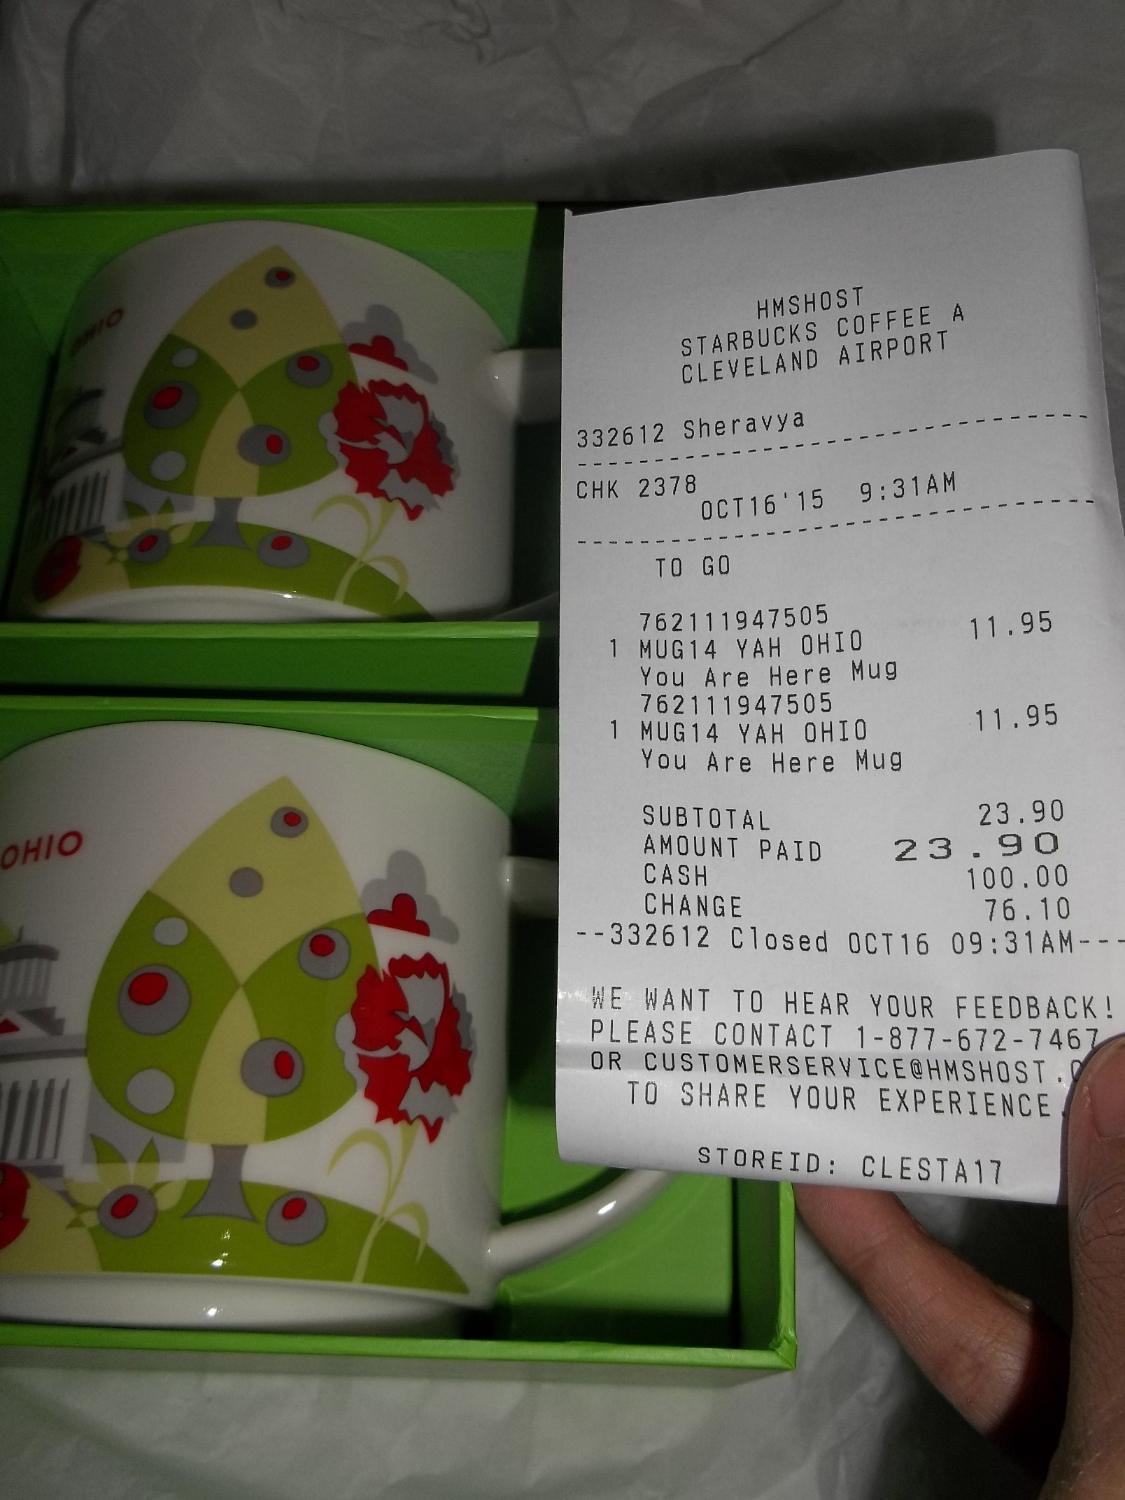 OHIO
OHIO
HMSHOST
STARBUCKS COFFEE A
CLEVELAND AIRPORT
332612 Sheravya
CHK 2378
OCT16'15 9:31AM
TO GO
762111947505
1 MUG14 YAH OHIO 11.95
You Are Here Mug
762111947505
1 MUG14 YAH OHIO 11.95
You Are Here Mug
SUBTOTAL 23.90
AMOUNT PAID 23.90
CASH 100.00
CHANGE 76.10
--332612 Closed OCT16 09:31AM---
WE WANT TO HEAR YOUR FEEDBACK!
PLEASE CONTACT 1-877-672-7467
OR CUSTOMERSERVICE@HMSHOST.C
TO SHARE YOUR EXPERIENCE.
STOREID: CLESTA17